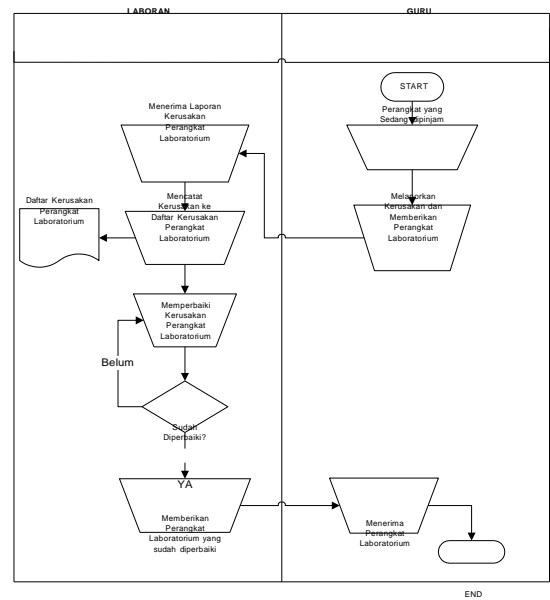 LABORAN
GURU
START
Perangkat yang
Sedang dipinjam
Menerima Laporan
Kerusakan
Perangkat
Laboratorium
Melaporkan
Kerusakan dan
Memberikan
Perangkat
Laboratorium
Mencatat
Kerusakan ke
Daftar Kerusakan
Perangkat
Laboratorium
Daftar Kerusakan
Perangkat
Laboratorium
Memperbaiki
Kerusakan
Perangkat
Laboratorium
Belum
Sudah
Diperbaiki?
YA
Memberikan
Perangkat
Laboratorium yang
sudah diperbaiki
Menerima
Perangkat
Laboratorium
END